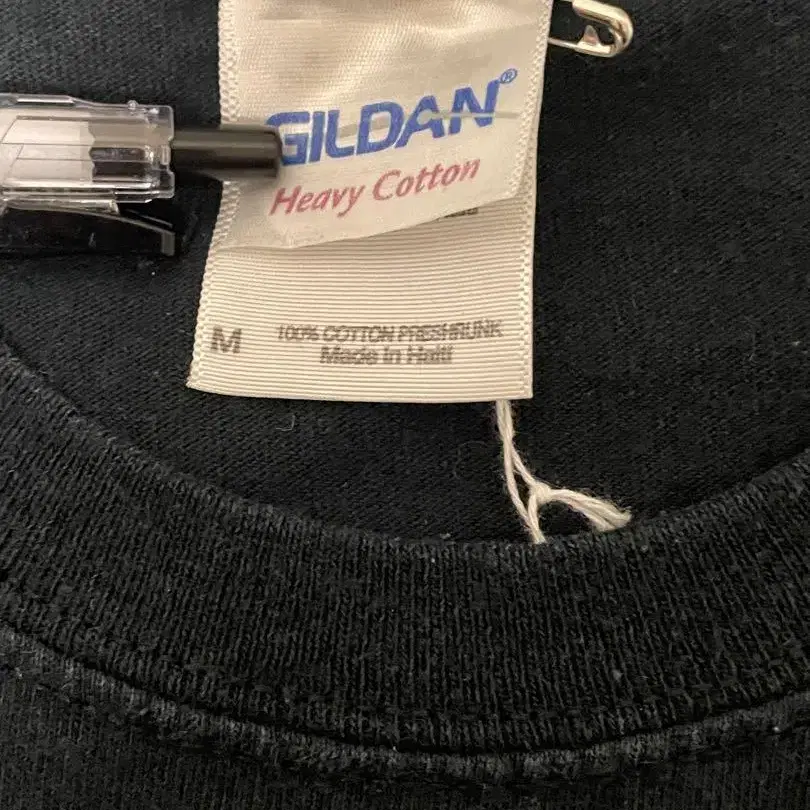 GILDAN®
Heavy Cotton
M
100% COTTON PRESHRUNK
Made in Haiti